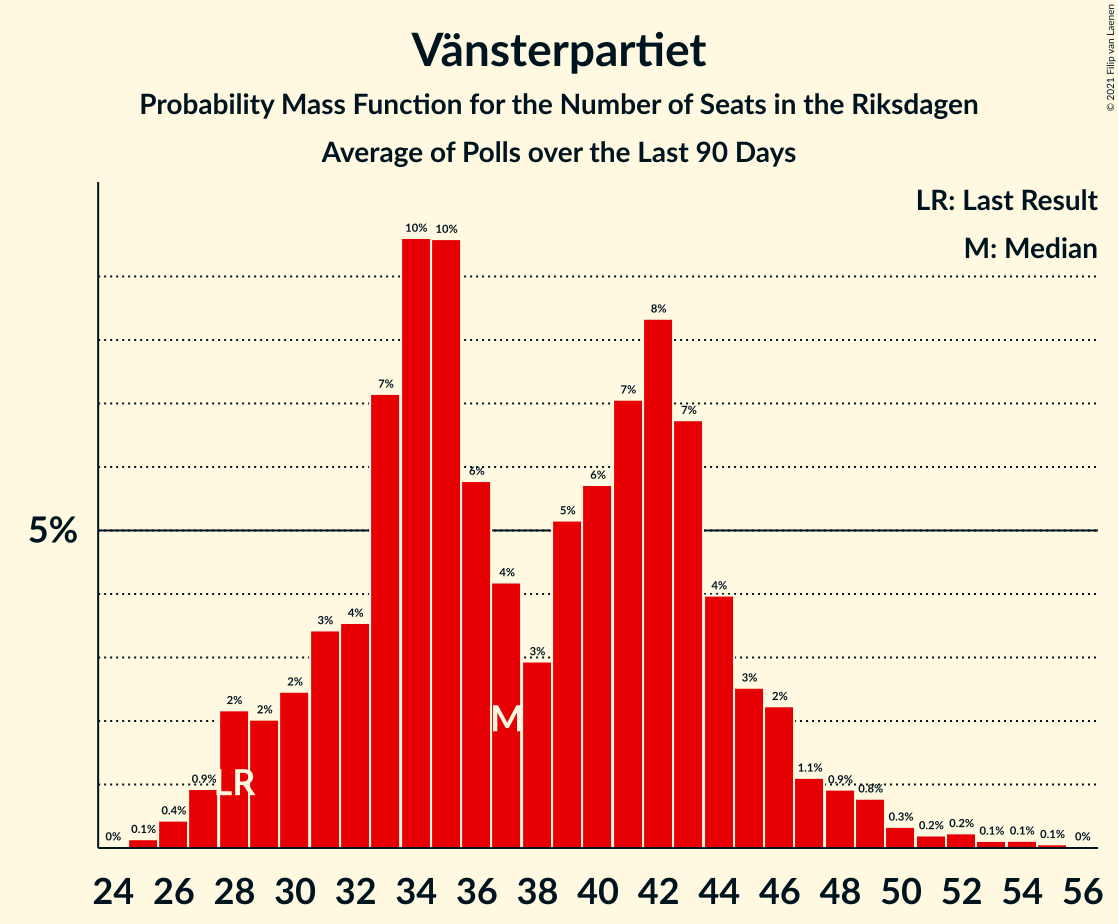 © 2021 Filip van Laenen
Vänsterpartiet
Probability Mass Function for the Number of Seats in the Riksdagen
Average of Polls over the Last 90 Days
LR: Last Result
M: Median
5%
0% 0.1% 0.4% 0.9% 2% 2% 2% 3% 4% 7% 10% 10% 6% 4% 3% 5% 6% 7% 8% 7% 4% 3% 2% 1.1% 0.9% 0.8% 0.3% 0.2% 0.2% 0.1% 0.1% 0.1% 0%
LR
M
24 26 28 30 32 34 36 38 40 42 44 46 48 50 52 54 56